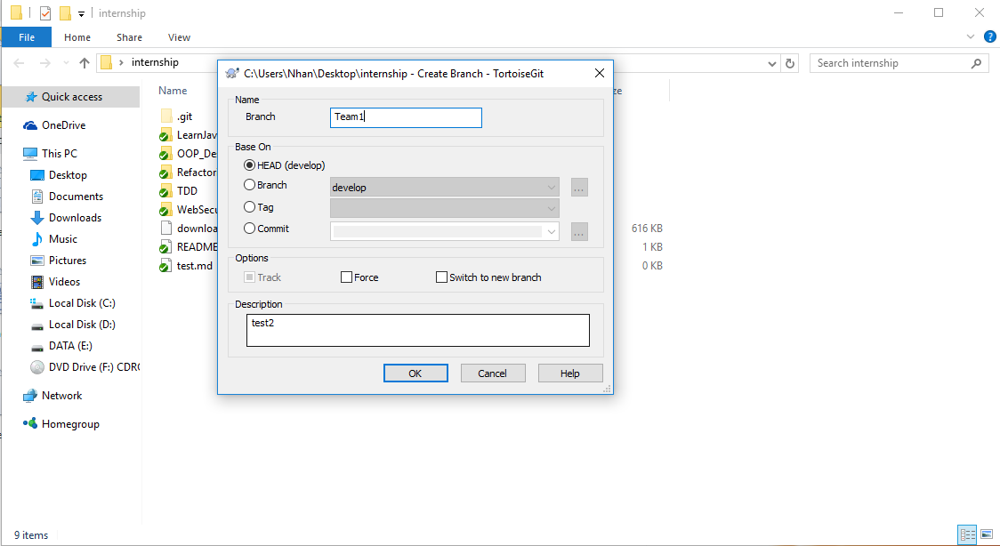 internship
File Home Share View
internship
Search internship
Quick access
OneDrive
This PC
Desktop
Documents
Downloads
Music
Pictures
Videos
Local Disk (C:)
Local Disk (D:)
DATA (E:)
DVD Drive (F:) CDR
Network
Homegroup
Name
.git
LearnJav
OOP_De
Refactor
TDD
WebSecu
downloa
README
test.md
ze
616 KB
1 KB
0 KB
C:\Users\Nhan\Desktop\internship - Create Branch - TortoiseGit
Name
Branch Team1
Base On
HEAD (develop)
Branch develop ...
Tag
Commit ...
Options
Track Force Switch to new branch
Description
test2
OK Cancel Help
9 items